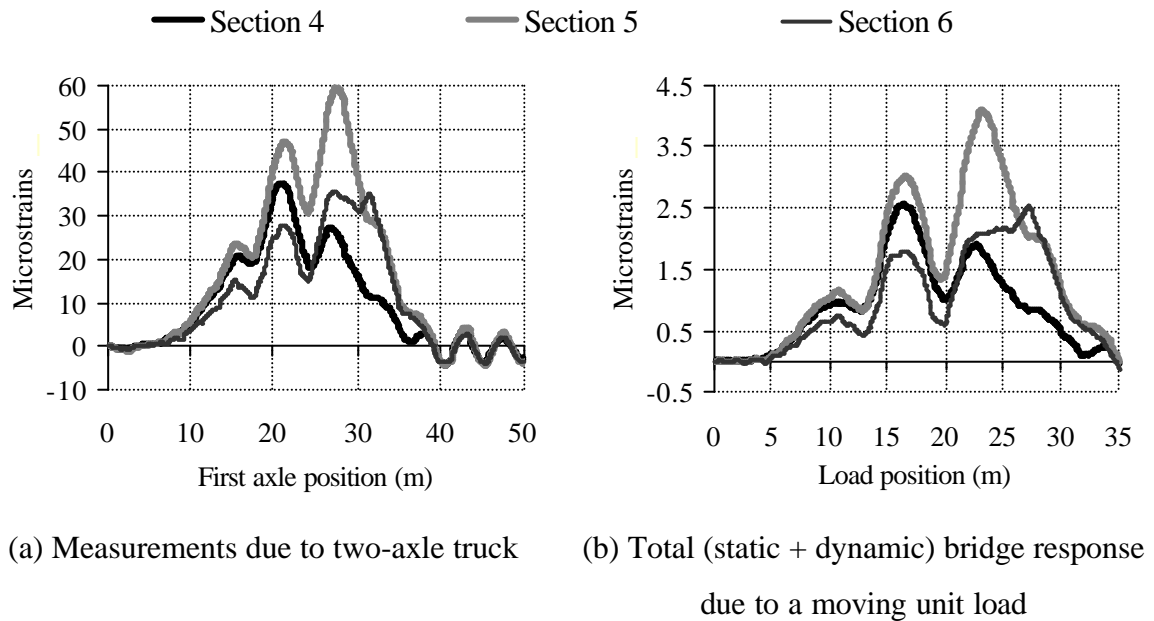 Section 4 Section 5 Section 6
60
50
40
30
20
10
0
-10
Microstrains
0 10 20 30 40 50
First axle position (m)
4.5
3.5
2.5
1.5
0.5
-0.5
Microstrains
0 5 10 15 20 25 30 35
Load position (m)
(a) Measurements due to two-axle truck
(b) Total (static + dynamic) bridge response
due to a moving unit load